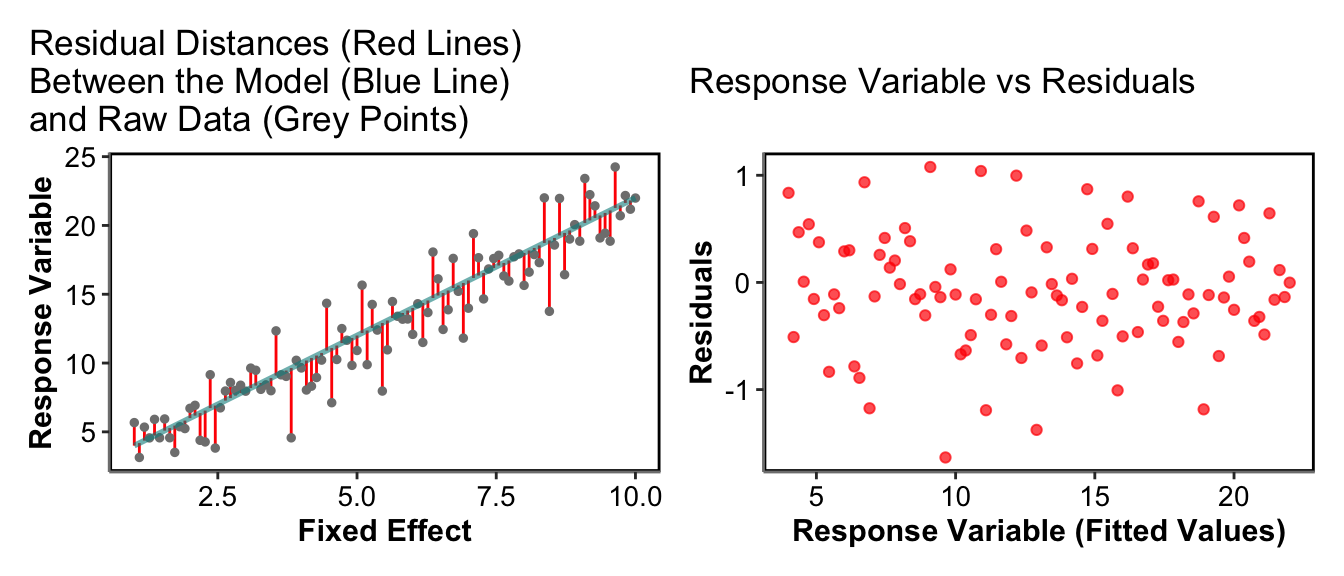 Residual Distances (Red Lines)
Between the Model (Blue Line)
and Raw Data (Grey Points)
25
20
15
10
5
Response Variable
2.5 5.0 7.5 10.0
Fixed Effect
Response Variable vs Residuals
1
0
-1
Residuals
5 10 15 20
Response Variable (Fitted Values)